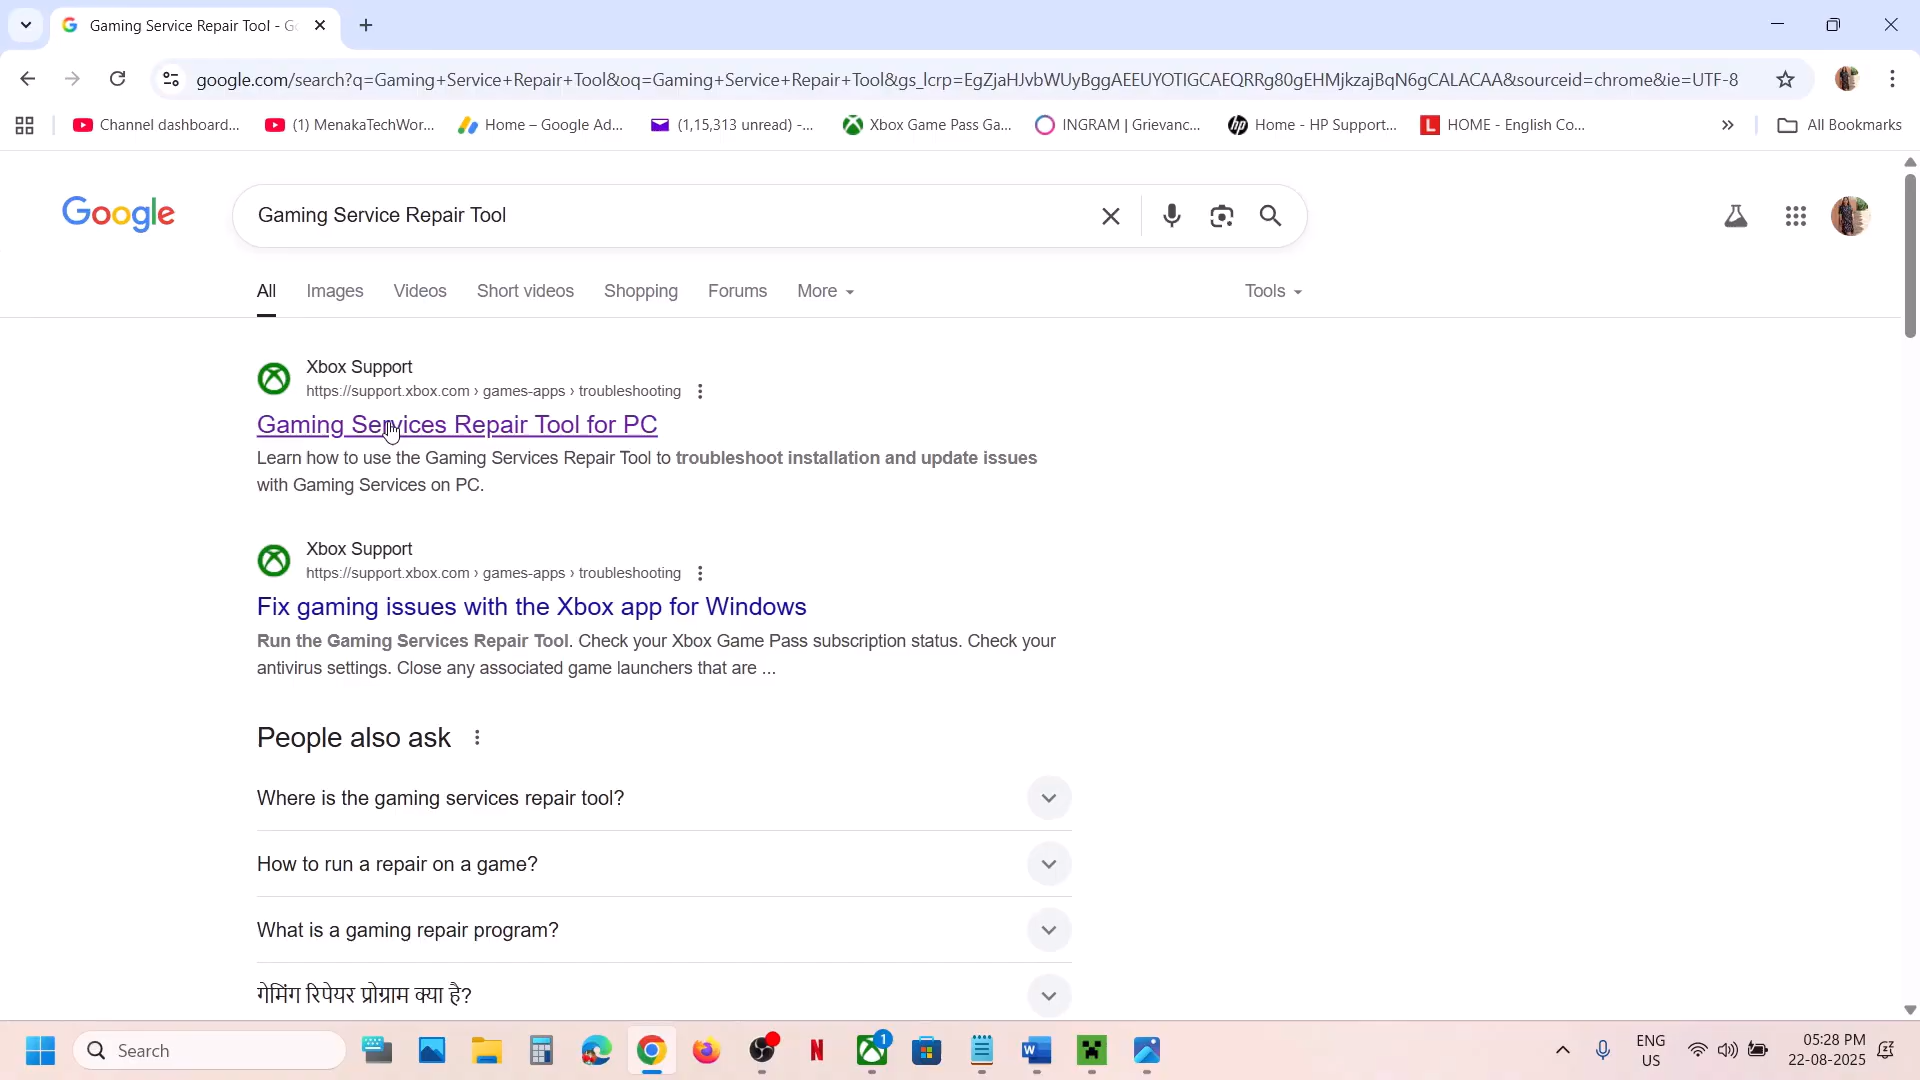 Gaming Service Repair Tool - Go
google.com/search?q=Gaming+Service+Repair+Tool&oq=Gaming+Service+Repair+Tool&gs_lcrp=EgZjaHJvbWUyBggAEEUYOTIGCAEQRRg80gEHMjkzajBqN6gCALACAA&sourceid=chrome&ie=UTF-8
Channel dashboard... (1) MenakaTechWor... Home – Google Ad... (1,15,313 unread) -... Xbox Game Pass Ga... INGRAM | Grievanc... Home - HP Support... HOME - English Co... » All Bookmarks
Google Gaming Service Repair Tool
All Images Videos Short videos Shopping Forums More Tools
Xbox Support
https://support.xbox.com › games-apps › troubleshooting
Gaming Services Repair Tool for PC
Learn how to use the Gaming Services Repair Tool to troubleshoot installation and update issues
with Gaming Services on PC.
Xbox Support
https://support.xbox.com › games-apps › troubleshooting
Fix gaming issues with the Xbox app for Windows
Run the Gaming Services Repair Tool. Check your Xbox Game Pass subscription status. Check your
antivirus settings. Close any associated game launchers that are ...
People also ask
Where is the gaming services repair tool?
How to run a repair on a game?
What is a gaming repair program?
गेमिंग रिपेयर प्रोग्राम क्या है?
Search 1 ENG 05:28 PM
US 22-08-2025